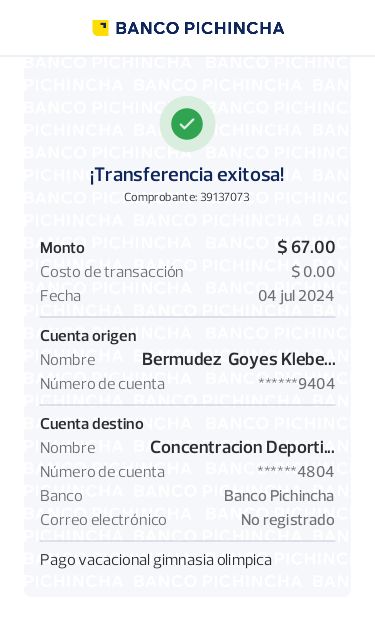 BANCO PICHINCHA
¡Transferencia exitosa!
Comprobante: 39137073
Monto $ 67.00
Costo de transacción $ 0.00
Fecha 04 jul 2024
Cuenta origen
Nombre Bermudez Goyes Klebe...
Número de cuenta ******9404
Cuenta destino
Nombre Concentracion Deporti...
Número de cuenta ******4804
Banco Banco Pichincha
Correo electrónico No registrado
Pago vacacional gimnasia olimpica